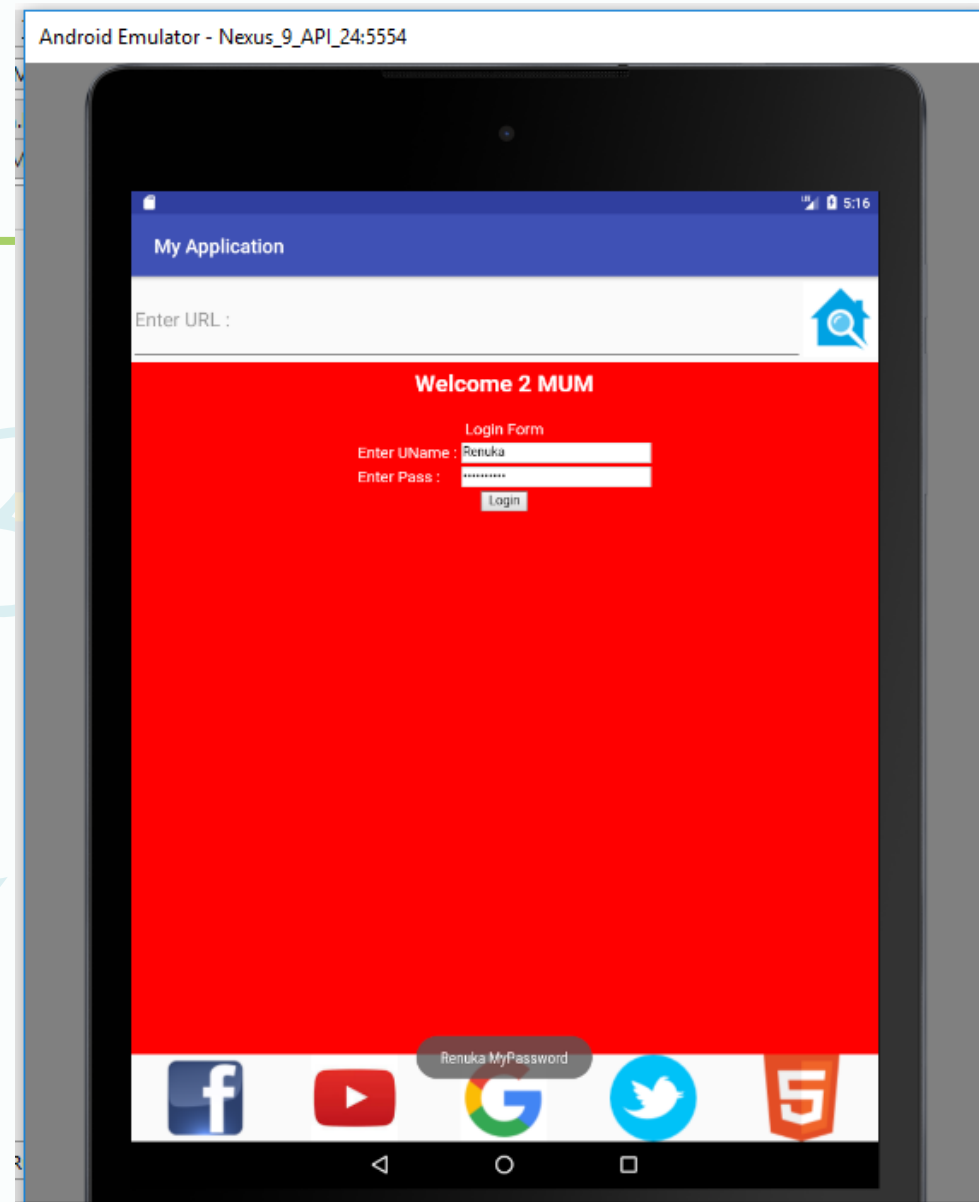 Android Emulator - Nexus_9_API_24:5554
5:16
My Application
Enter URL :
Welcome 2 MUM
Login Form
Enter UName : Renuka
Enter Pass : ••••••••••
Login
Renuka MyPassword